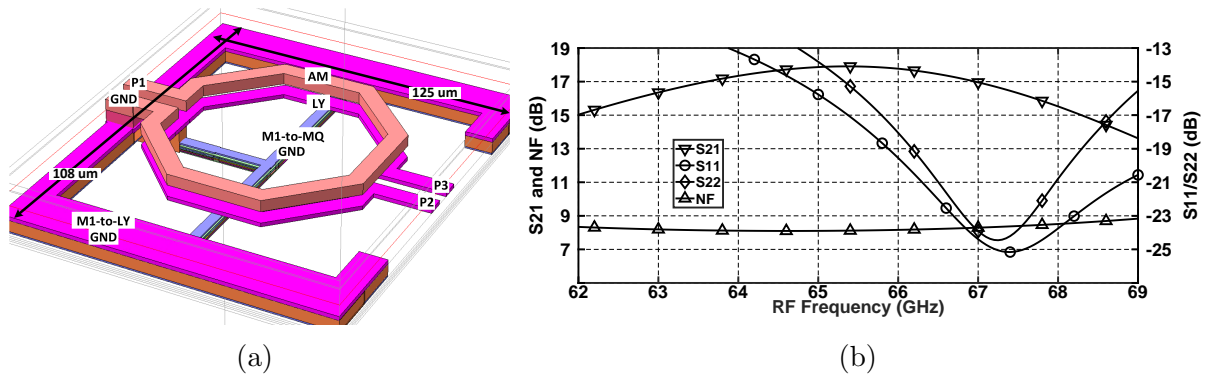 P1
GND
AM
LY
125 um
M1-to-MQ
GND
108 um
P3
P2
M1-to-LY
GND
(a)
S21 and NF (dB)
19
17
15
13
11
9
7
S21
S11
S22
NF
-13
-15
-17
-19
-21
-23
-25
S11/S22 (dB)
62
63
64
65
66
67
68
69
RF Frequency (GHz)
(b)